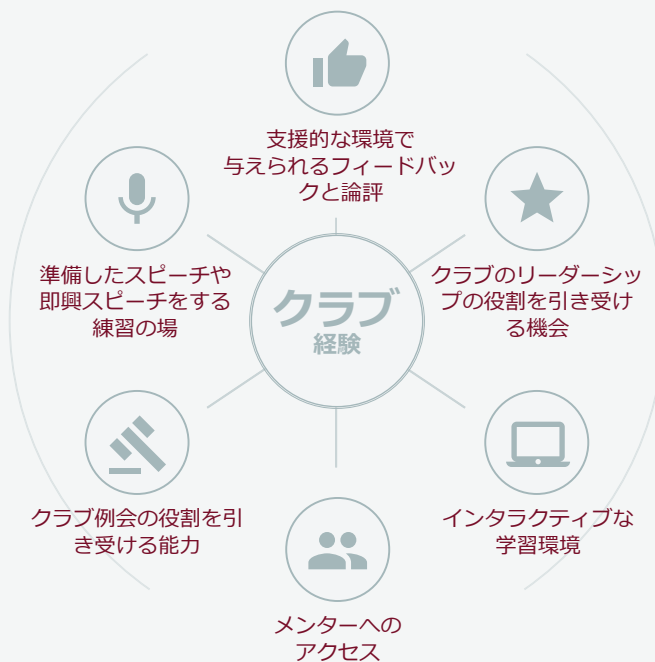 支援的な環境で
与えられるフィードバッ
クと論評
準備したスピーチや
即興スピーチをする
練習の場
クラブのリーダーシッ
プの役割を引き受け
る機会
クラブ
経験
クラブ例会の役割を引
き受ける能力
インタラクティブな
学習環境
メンターへの
アクセス